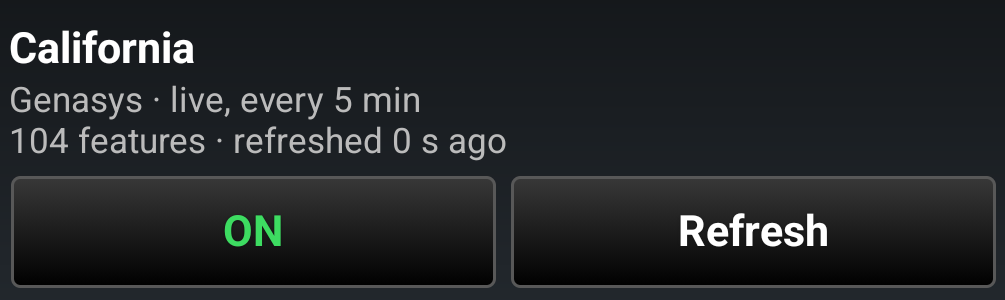 California
Genasys · live, every 5 min
104 features · refreshed 0 s ago
ON
Refresh